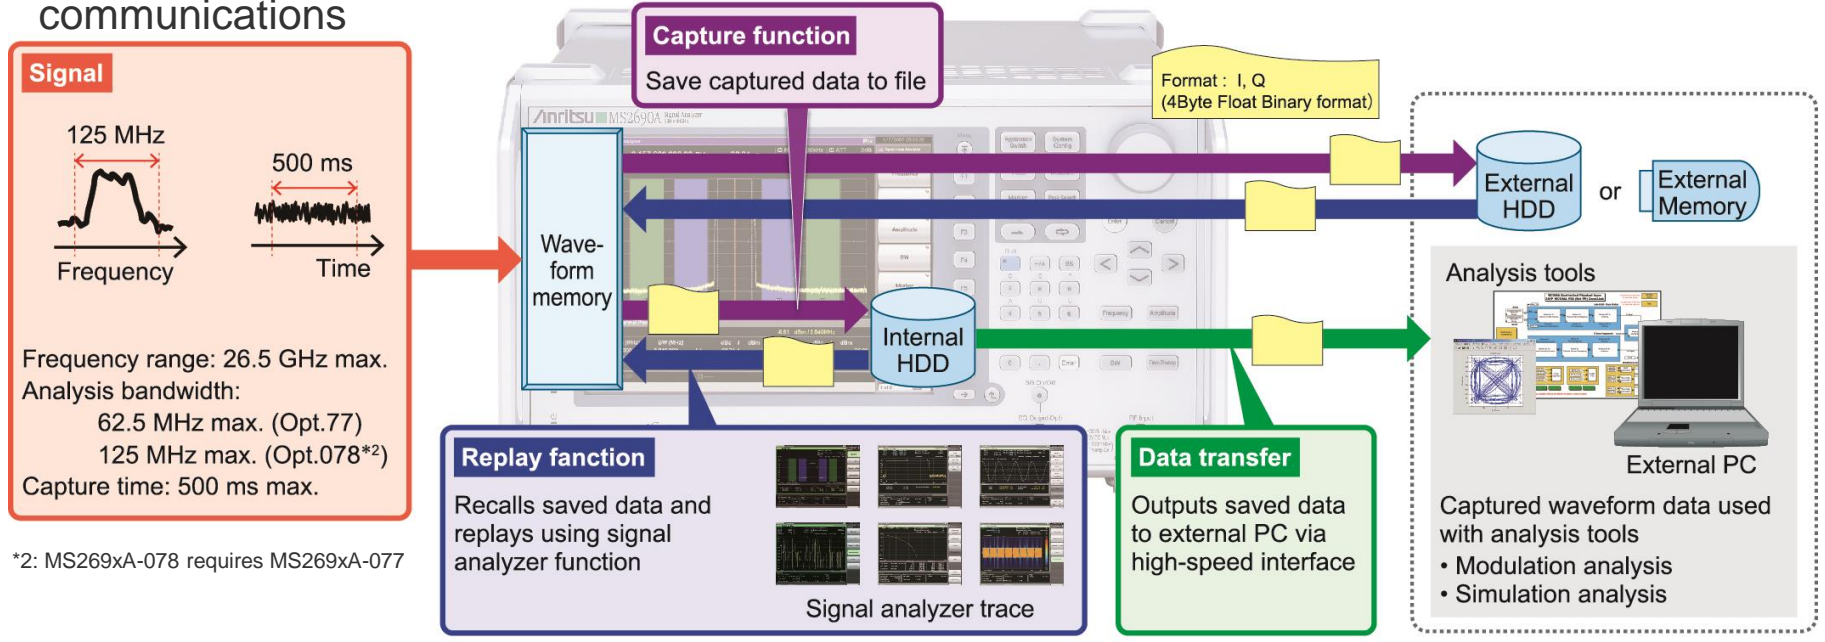 communications
Signal
125 MHz
500 ms
Frequency
Time
Frequency range: 26.5 GHz max.
Analysis bandwidth:
62.5 MHz max. (Opt.77)
125 MHz max. (Opt.078*2)
Capture time: 500 ms max.
*2: MS269xA-078 requires MS269xA-077
Capture function
Save captured data to file
Format : I, Q
(4Byte Float Binary format)
Anritsu MS2690A Signal Analyzer
Wave-
form
memory
Internal
HDD
External
HDD
or
External
Memory
Replay fanction
Recalls saved data and
replays using signal
analyzer function
Signal analyzer trace
Data transfer
Outputs saved data
to external PC via
high-speed interface
Analysis tools
External PC
Captured waveform data used
with analysis tools
• Modulation analysis
• Simulation analysis